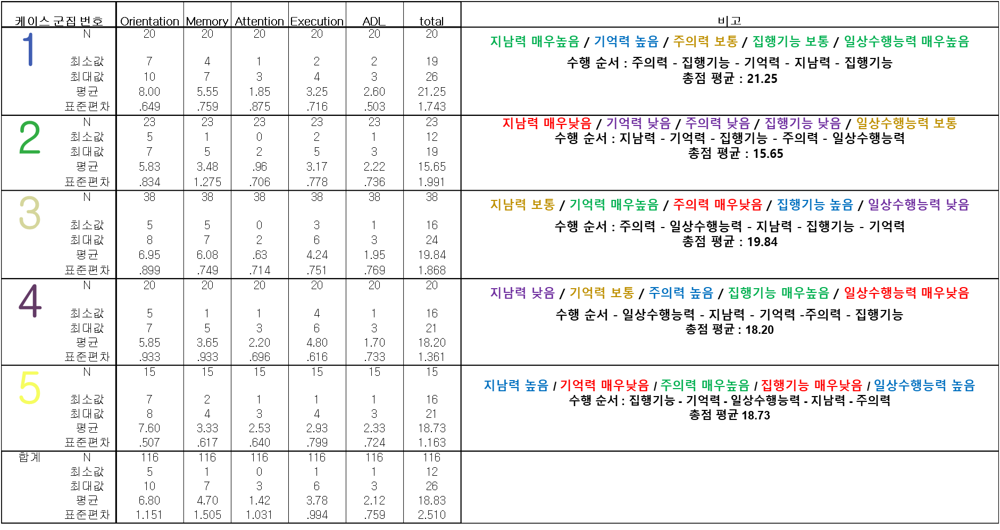 케이스 군집 번호 Orientation Memory Attention Execution ADL total 비고
1 N 20 20 20 20 20 20
지남력 매우높음 / 기억력 높음 / 주의력 보통 / 집행기능 보통 / 일상수행능력 매우높음
최소값 7 4 1 2 2 19
수행 순서 : 주의력 - 집행기능 - 기억력 - 지남력 - 집행기능
최대값 10 7 3 4 3 26
총점 평균 : 21.25
평균 8.00 5.55 1.85 3.25 2.60 21.25
표준편차 .649 .759 .875 .716 .503 1.743
2 N 23 23 23 23 23 23
지남력 매우낮음 / 기억력 낮음 / 주의력 낮음 / 집행기능 낮음 / 일상수행능력 보통
최소값 5 1 0 2 1 12
수행 순서 : 지남력 - 기억력 - 집행기능 - 주의력 - 일상수행능력
최대값 7 5 2 5 3 19
총점 평균 : 15.65
평균 5.83 3.48 .96 3.17 2.22 15.65
표준편차 .834 1.275 .706 .778 .736 1.991
3 N 38 38 38 38 38 38
지남력 보통 / 기억력 매우높음 / 주의력 매우낮음 / 집행기능 높음 / 일상수행능력 낮음
최소값 5 5 0 3 1 16
수행 순서 : 주의력 - 일상수행능력 - 지남력 - 집행기능 - 기억력
최대값 8 7 2 6 3 24
총점 평균 : 19.84
평균 6.95 6.08 .63 4.24 1.95 19.84
표준편차 .899 .749 .714 .751 .769 1.868
4 N 20 20 20 20 20 20
지남력 낮음 / 기억력 보통 / 주의력 높음 / 집행기능 매우높음 / 일상수행능력 매우낮음
최소값 5 1 1 4 1 16
수행 순서 - 일상수행능력 - 지남력 - 기억력 -주의력 - 집행기능
최대값 7 5 3 6 3 21
총점 평균 : 18.20
평균 5.85 3.65 2.20 4.80 1.70 18.20
표준편차 .933 .933 .696 .616 .733 1.361
5 N 15 15 15 15 15 15
지남력 높음 / 기억력 매우낮음 / 주의력 매우높음 / 집행기능 매우낮음 / 일상수행능력 높음
최소값 7 2 1 1 1 16
수행 순서 : 집행기능 - 기억력 - 일상수행능력 - 지남력 - 주의력
최대값 8 4 3 4 3 21
총점 평균 18.73
평균 7.60 3.33 2.53 2.93 2.33 18.73
표준편차 .507 .617 .640 .799 .724 1.163
합계 N 116 116 116 116 116 116
최소값 5 1 0 1 1 12
최대값 10 7 3 6 3 26
평균 6.80 4.70 1.42 3.78 2.12 18.83
표준편차 1.151 1.505 1.031 .994 .759 2.510